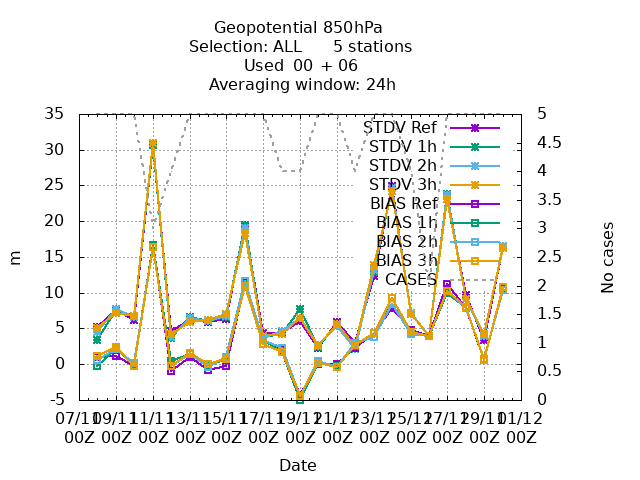 Geopotential 850hPa
Selection: ALL 5 stations
Used 00 + 06
Averaging window: 24h
35 5
30 4.5
25 4
20 3.5
15 3
10 2.5
5 2
0 1.5
-5 1
0.5
0
m
No cases
STDV Ref
STDV 1h
STDV 2h
STDV 3h
BIAS Ref
BIAS 1h
BIAS 2h
BIAS 3h
CASES
07/11 09/11 11/11 13/11 15/11 17/11 19/11 21/11 23/11 25/11 27/11 29/11 01/12
00Z 00Z 00Z 00Z 00Z 00Z 00Z 00Z 00Z 00Z 00Z 00Z 00Z
Date